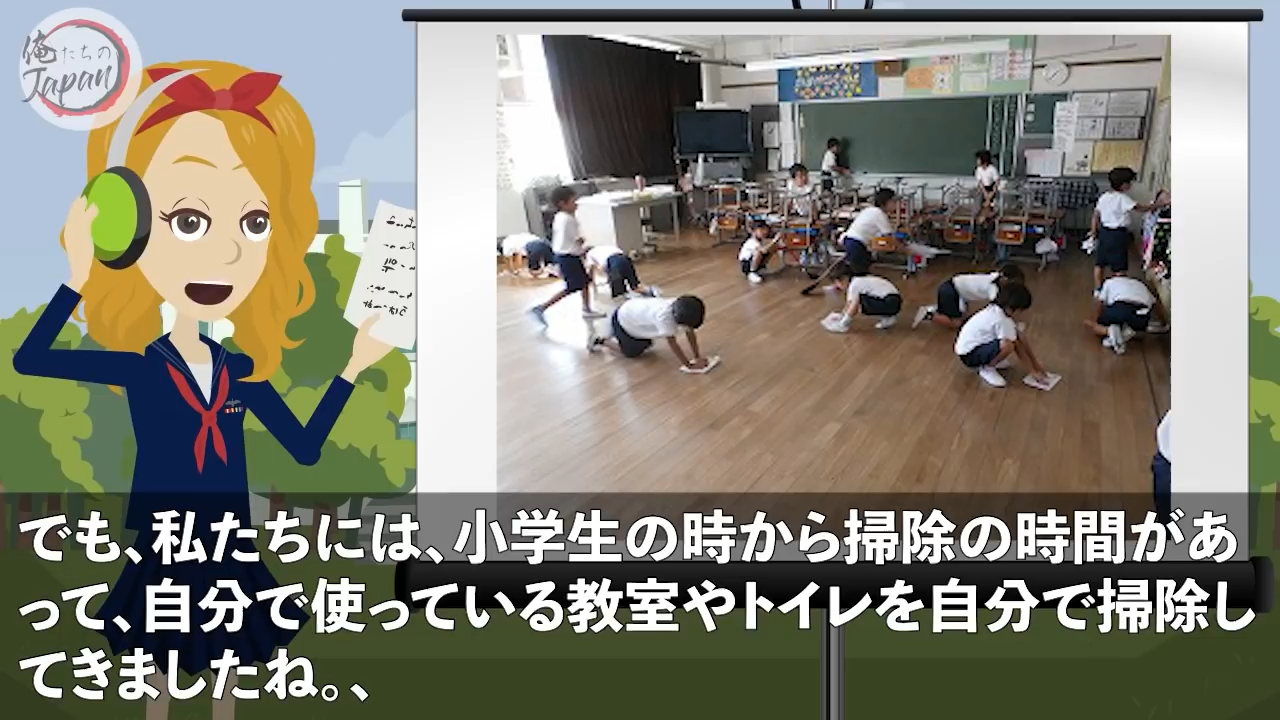 俺たちの
Japan
でも、私たちには、小学生の時から掃除の時間があ
って、自分で使っている教室やトイレを自分で掃除し
てきましたね。、